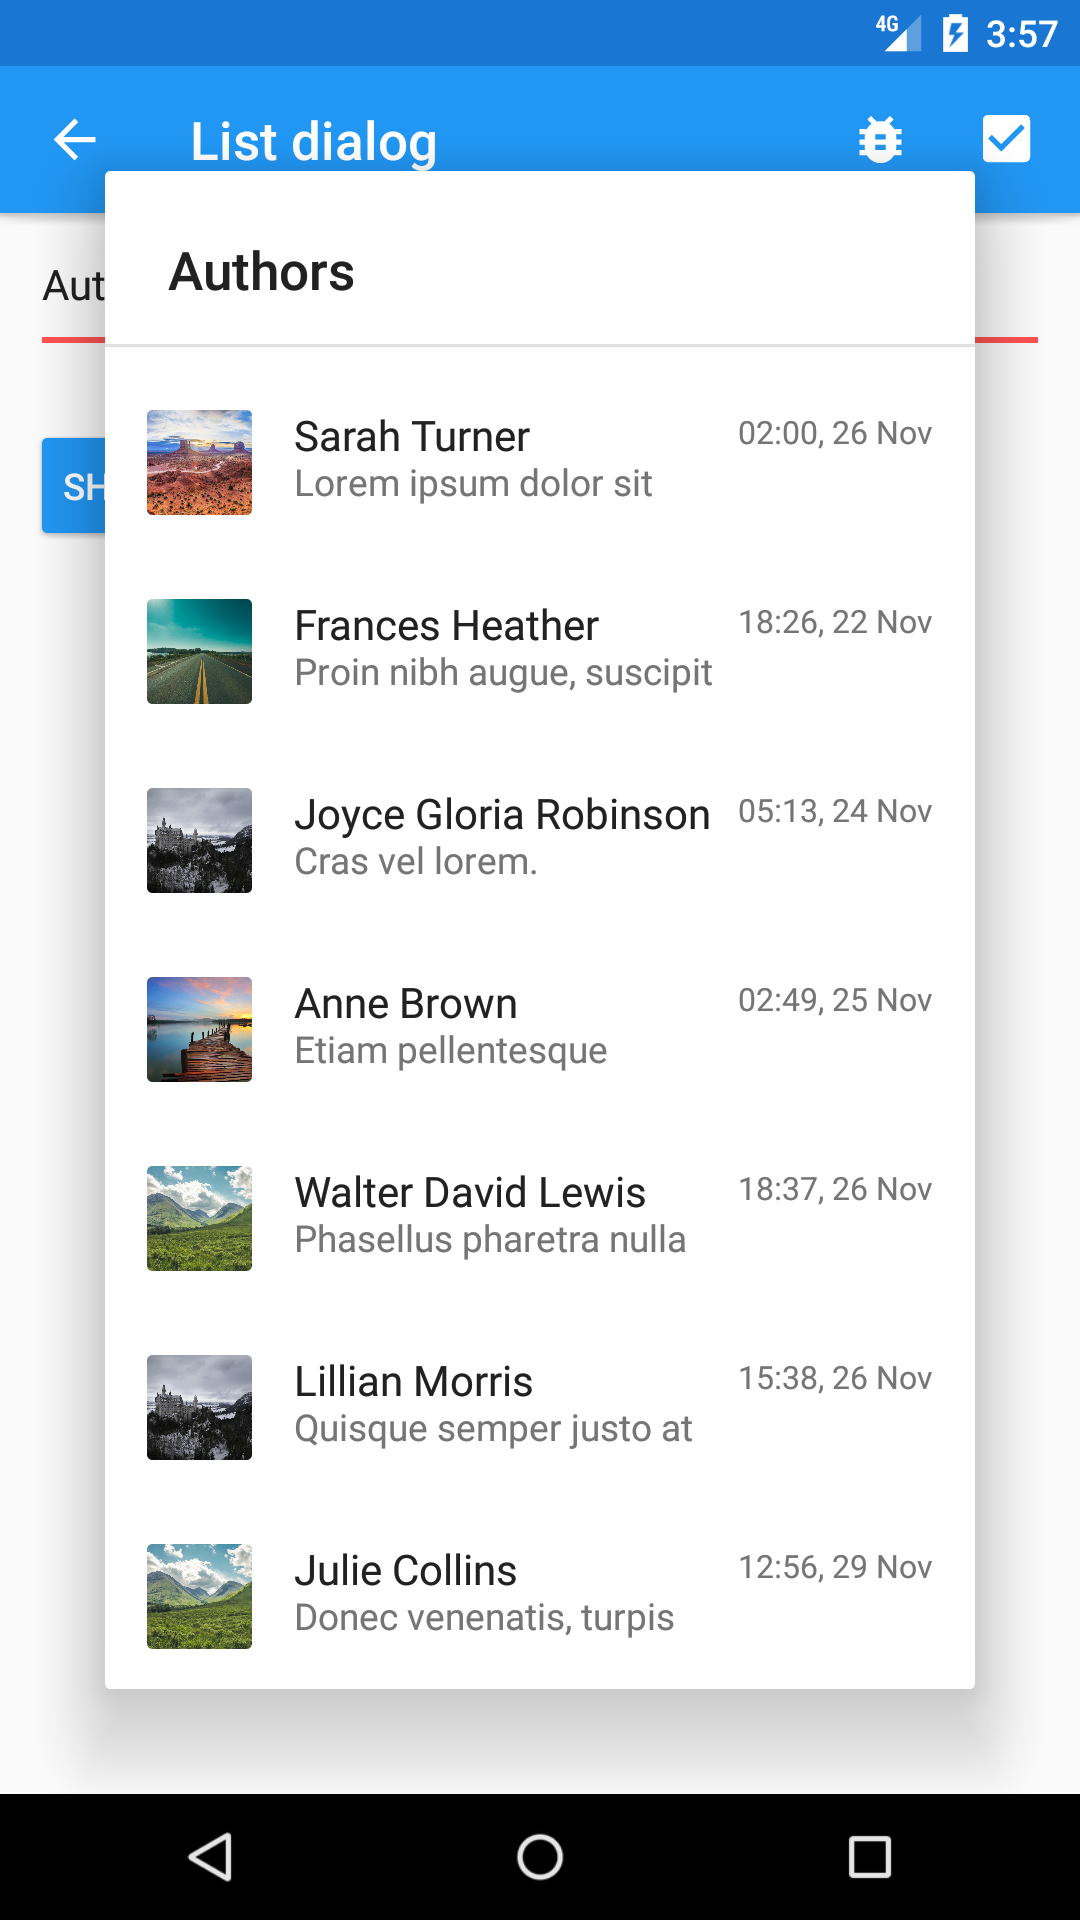 4G 3:57
List dialog
Authors
Aut
Sarah Turner 02:00, 26 Nov
Lorem ipsum dolor sit
SH
Frances Heather 18:26, 22 Nov
Proin nibh augue, suscipit
Joyce Gloria Robinson 05:13, 24 Nov
Cras vel lorem.
Anne Brown 02:49, 25 Nov
Etiam pellentesque
Walter David Lewis 18:37, 26 Nov
Phasellus pharetra nulla
Lillian Morris 15:38, 26 Nov
Quisque semper justo at
Julie Collins 12:56, 29 Nov
Donec venenatis, turpis